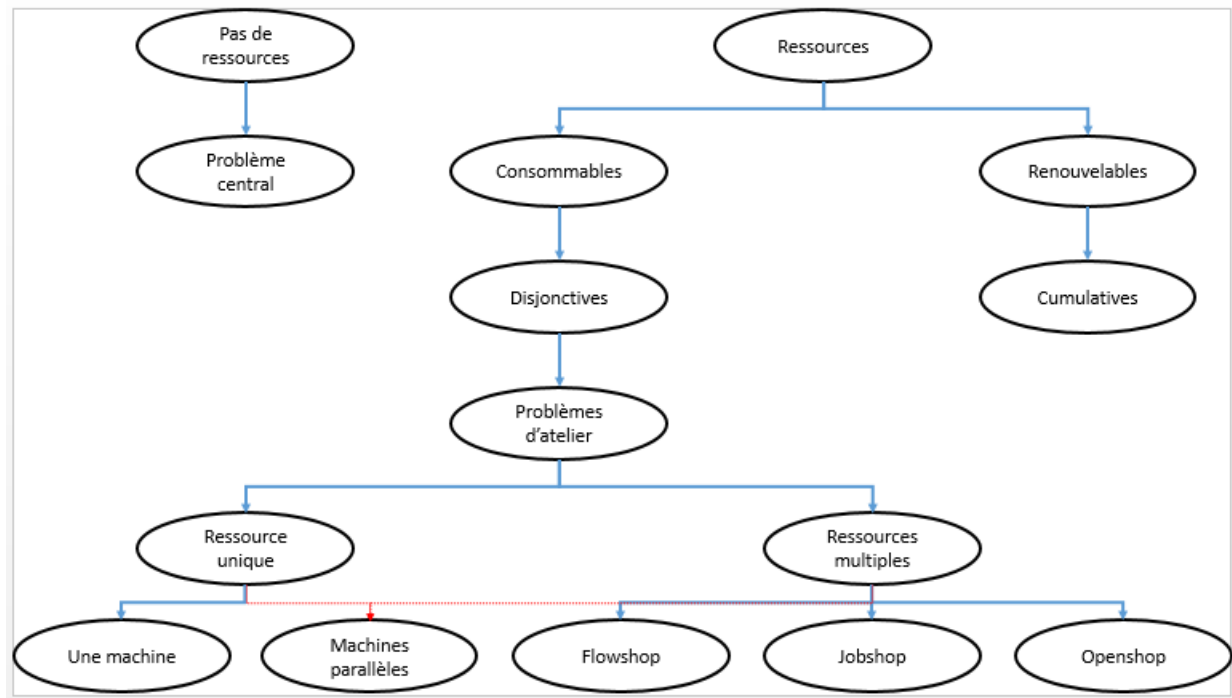 Pas de
ressources
Ressources
Problème
central
Consommables
Renouvelables
Disjonctives
Cumulatives
Problèmes
d'atelier
Ressource
unique
Ressources
multiples
Une machine
Machines
parallèles
Flowshop
Jobshop
Openshop